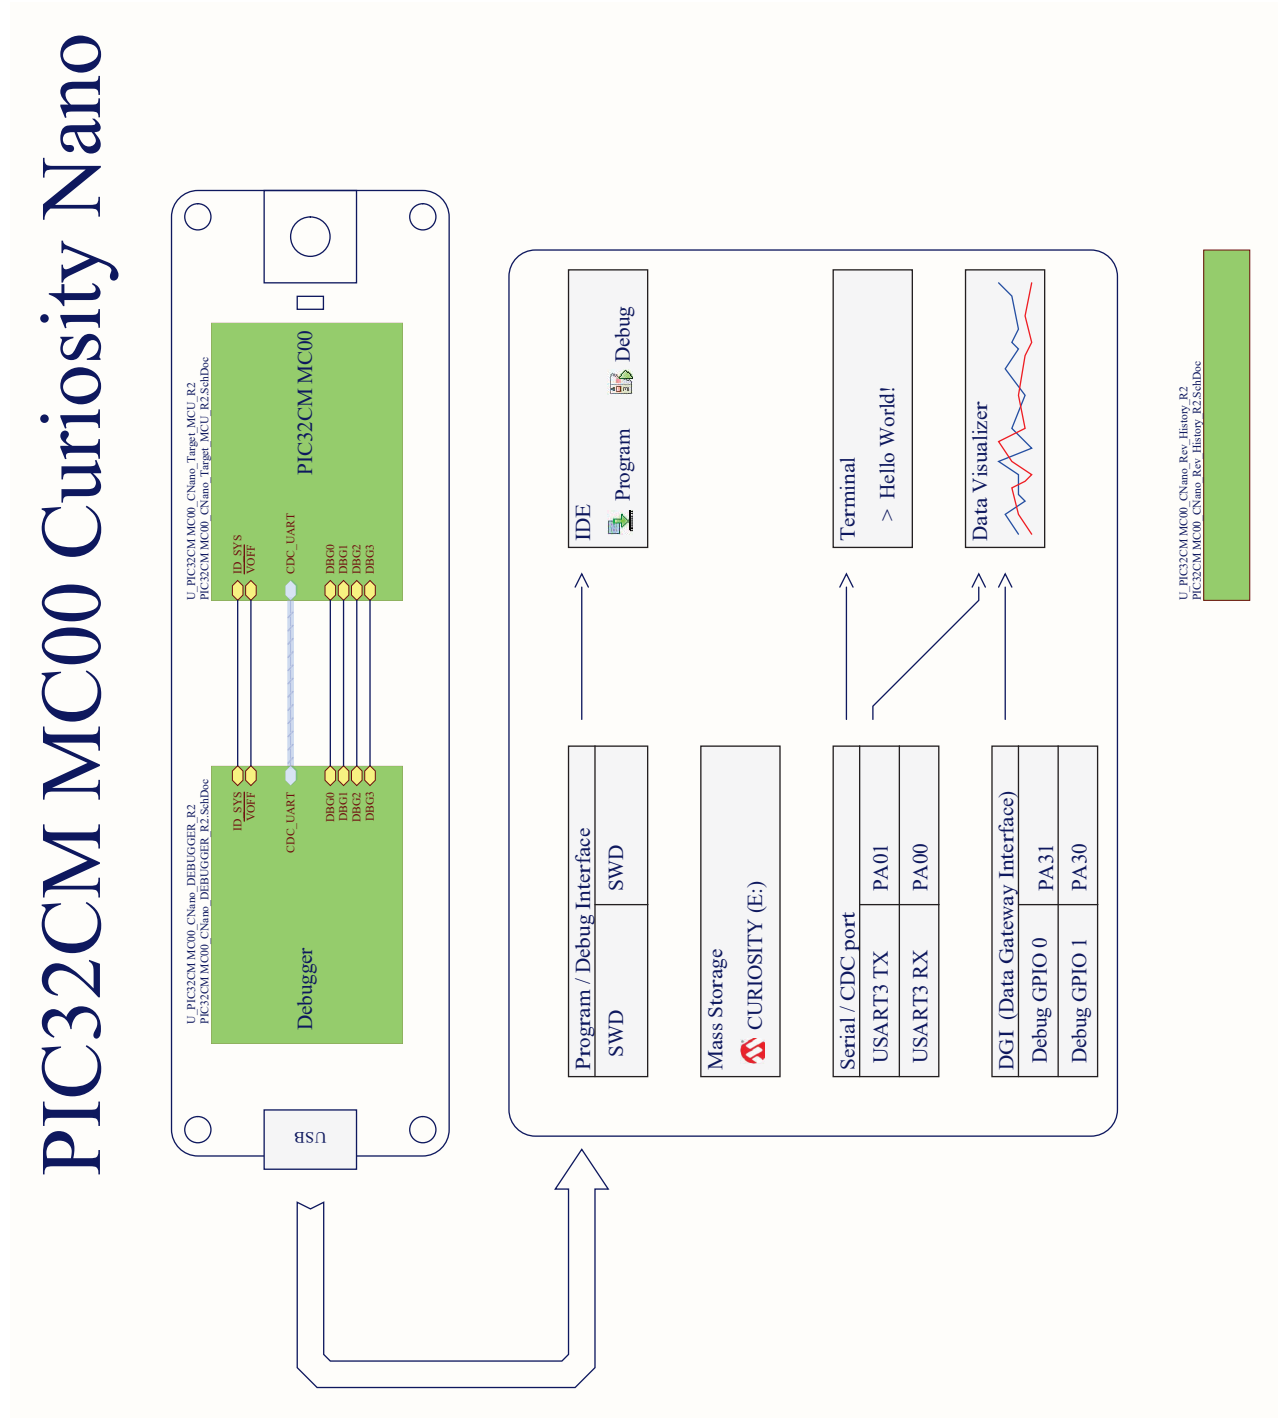 PIC32CM MC00 Curiosity Nano
U_PIC32CM MC00_CNano_DEBUGGER_R2
PIC32CM MC00_CNano_DEBUGGER_R2.SchDoc
U_PIC32CM MC00_CNano_Target_MCU_R2
PIC32CM MC00_CNano_Target_MCU_R2.SchDoc
ID_SYS
VOFF
CDC_UART
DBG0
DBG1
DBG2
DBG3
Debugger
ID_SYS
VOFF
CDC_UART
DBG0
DBG1
DBG2
DBG3
PIC32CM MC00
USB
Program / Debug Interface
SWD SWD
IDE
Program Debug
Mass Storage
CURIOSITY (E:)
Serial / CDC port
USART3 TX PA01
USART3 RX PA00
Terminal
> Hello World!
DGI (Data Gateway Interface)
Debug GPIO 0 PA31
Debug GPIO 1 PA30
Data Visualizer
U_PIC32CM MC00_CNano_Rev_History_R2
PIC32CM MC00_CNano_Rev_History_R2.SchDoc